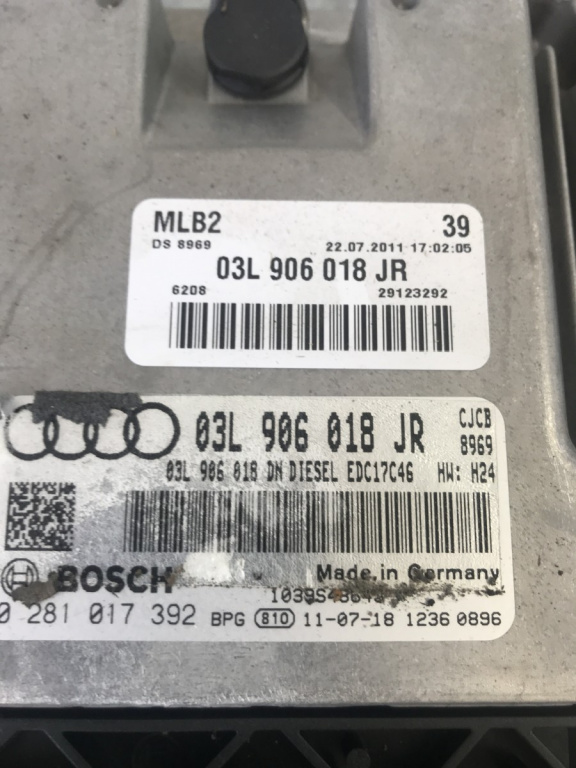 MLB2 39
DS 8969 22.07.2011 17:02:05
03L 906 018 JR
6208 29123292
03L 906 018 JR CJCB
8969
03L 906 018 DN DIESEL EDC17C46 HW: H24
BOSCH Made in Germany
0 281 017 392 BPG 810 11-07-18 1236 0896